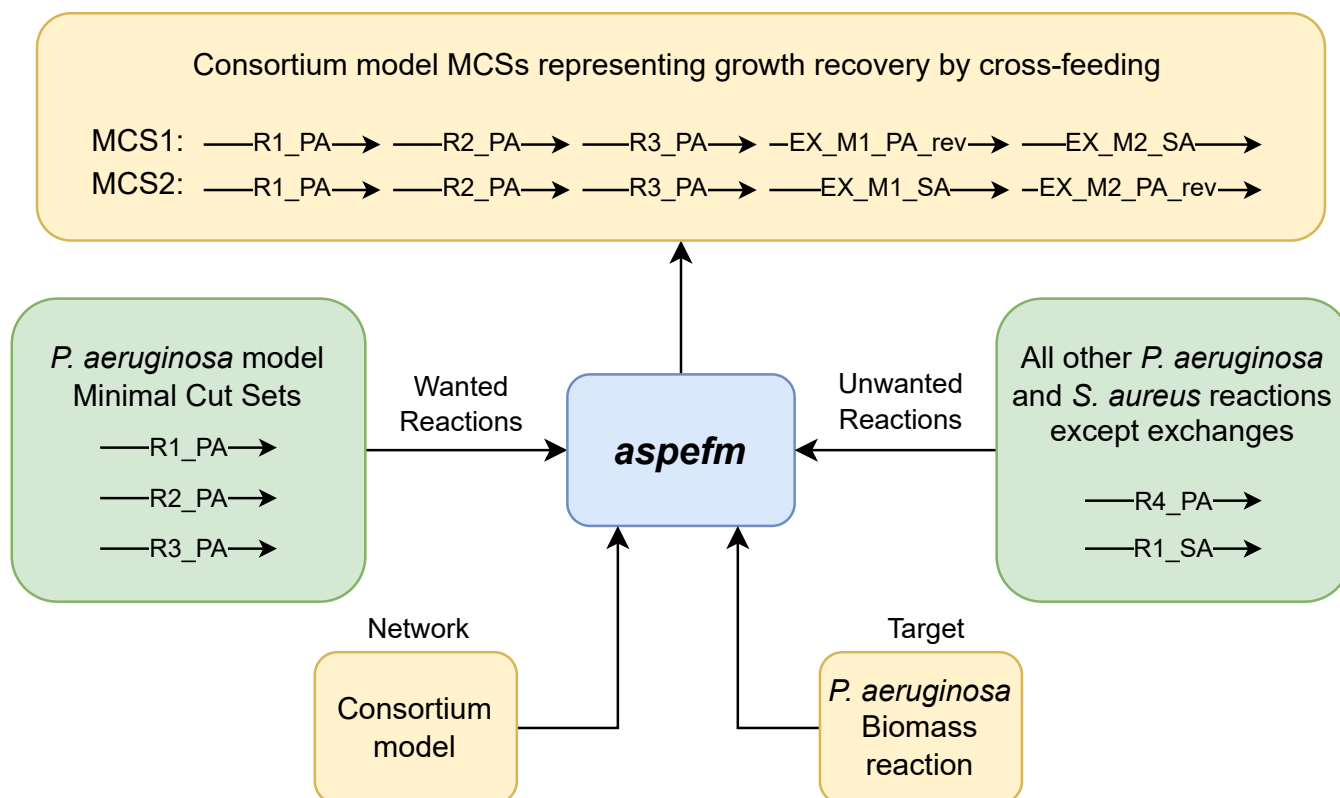 Consortium model MCSs representing growth recovery by cross-feeding
MCS1: R1_PA R2_PA R3_PA EX_M1_PA_rev EX_M2_SA
MCS2: R1_PA R2_PA R3_PA EX_M1_SA EX_M2_PA_rev
P. aeruginosa model
Minimal Cut Sets
R1_PA
R2_PA
R3_PA
Wanted
Reactions
aspefm
Unwanted
Reactions
All other P. aeruginosa
and S. aureus reactions
except exchanges
R4_PA
R1_SA
Network
Consortium
model
Target
P. aeruginosa
Biomass
reaction